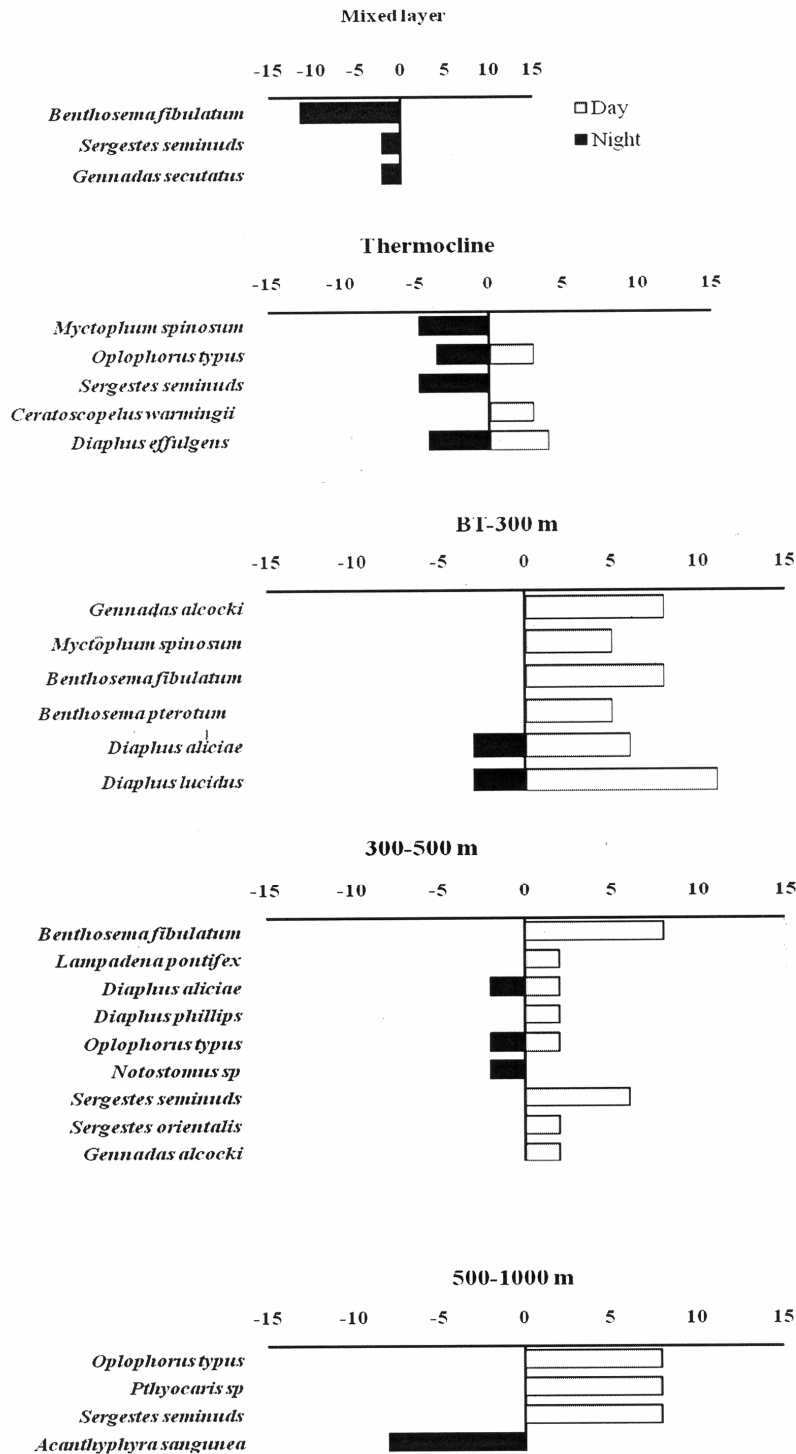 Mixed layer
-15 -10 -5 0 5 10 15
Benthosema fibulatum
Sergestes seminuds
Gennadas secutatus
Day
Night
Thermocline
-15 -10 -5 0 5 10 15
Myctophum spinosum
Oplophorus typus
Sergestes seminuds
Ceratoscopelus warmingii
Diaphus effulgens
BT-300 m
-15 -10 -5 0 5 10 15
Gennadas alcocki
Myctophum spinosum
Benthosema fibulatum
Benthosema pterotum
Diaphus aliciae
Diaphus lucidus
300-500 m
-15 -10 -5 0 5 10 15
Benthosema fibulatum
Lampadena pontifex
Diaphus aliciae
Diaphus phillips
Oplophorus typus
Notostomus sp
Sergestes seminuds
Sergestes orientalis
Gennadas alcocki
500-1000 m
-15 -10 -5 0 5 10 15
Oplophorus typus
Pthyocaris sp
Sergestes seminuds
Acanthyphyra sangunea